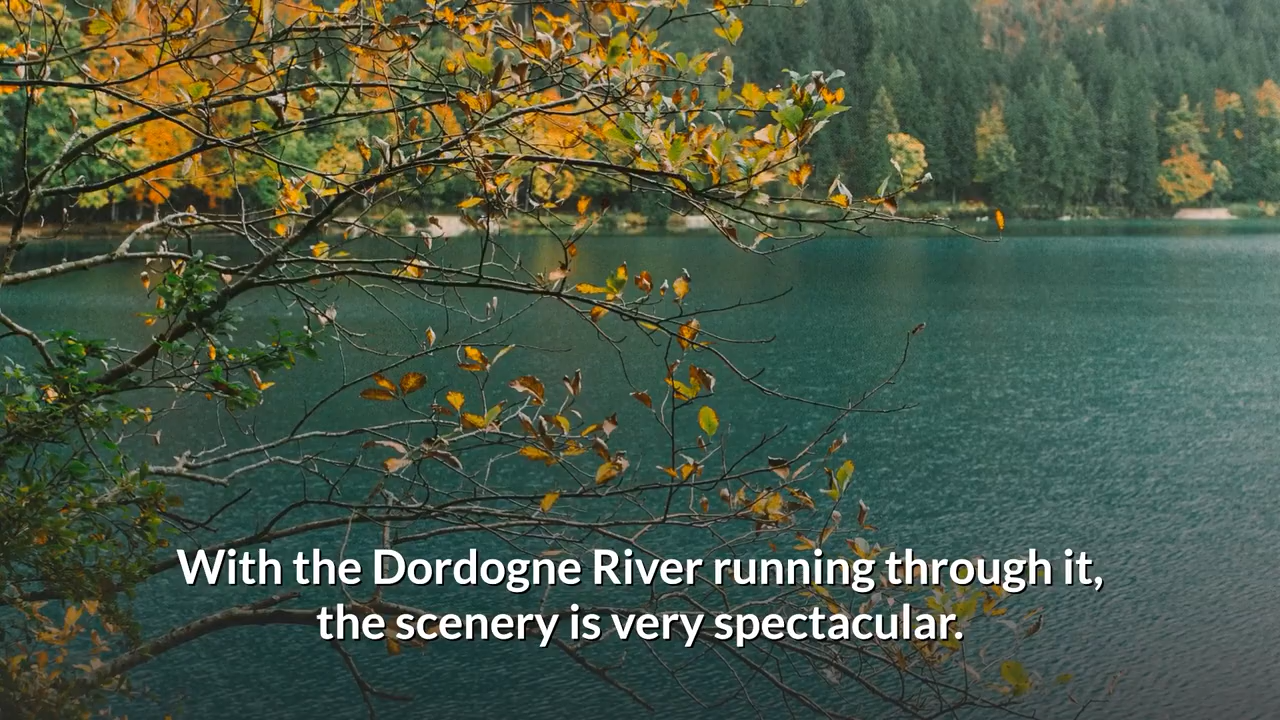 With the Dordogne River running through it,
the scenery is very spectacular.